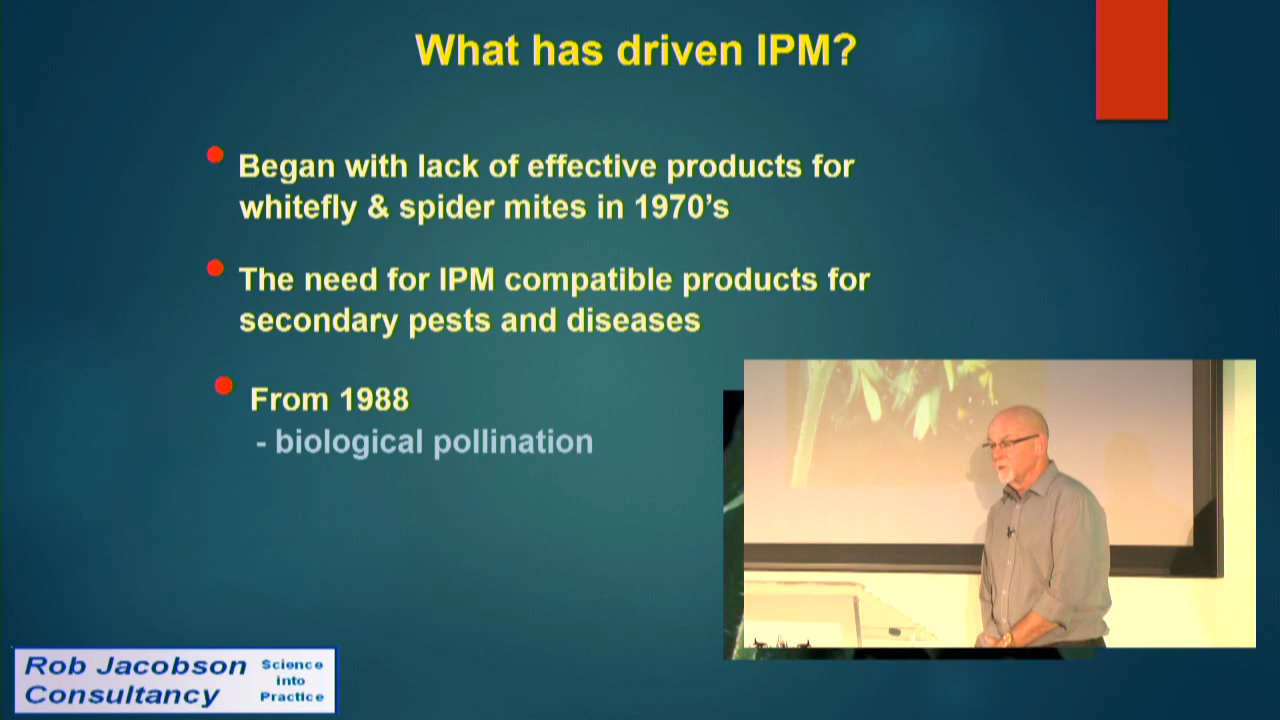 What has driven IPM?
Began with lack of effective products for
whitefly & spider mites in 1970’s
The need for IPM compatible products for
secondary pests and diseases
From 1988
- biological pollination
Rob Jacobson
Consultancy
Science
into
Practice